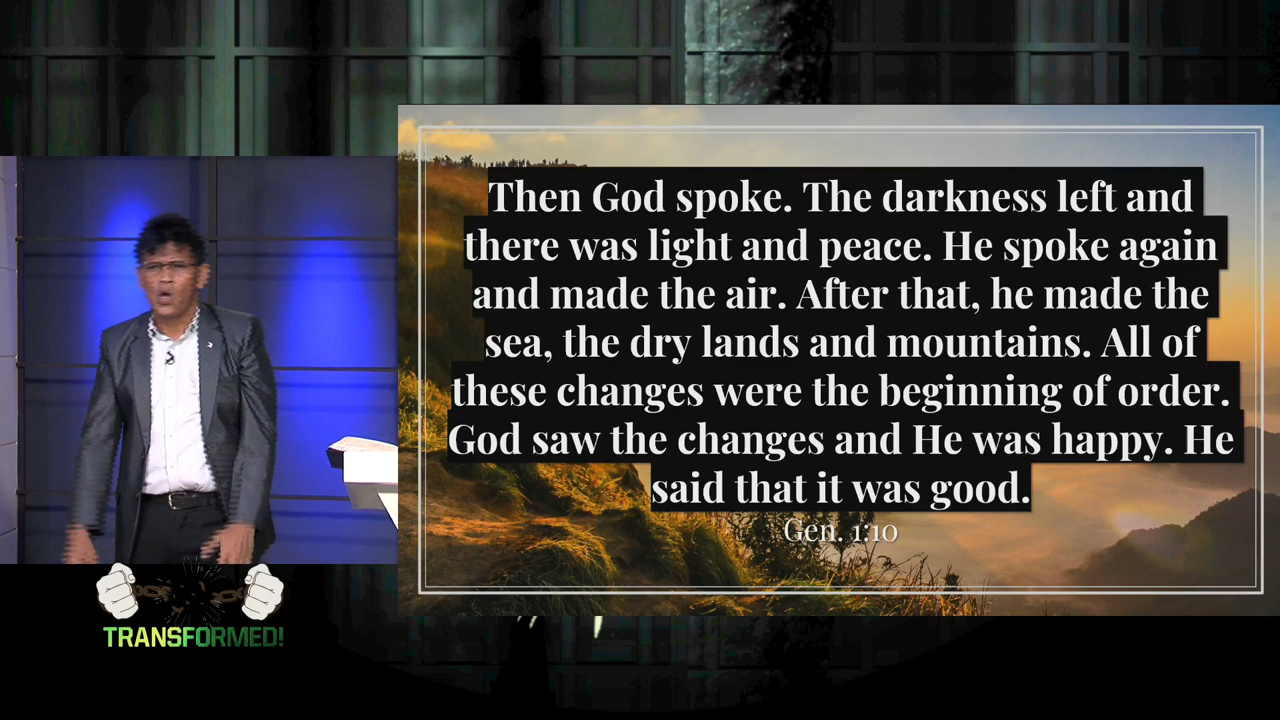 Then God spoke. The darkness left and
there was light and peace. He spoke again
and made the air. After that, he made the
sea, the dry lands and mountains. All of
these changes were the beginning of order.
God saw the changes and He was happy. He
said that it was good.
Gen. 1:10
TRANSFORMED!